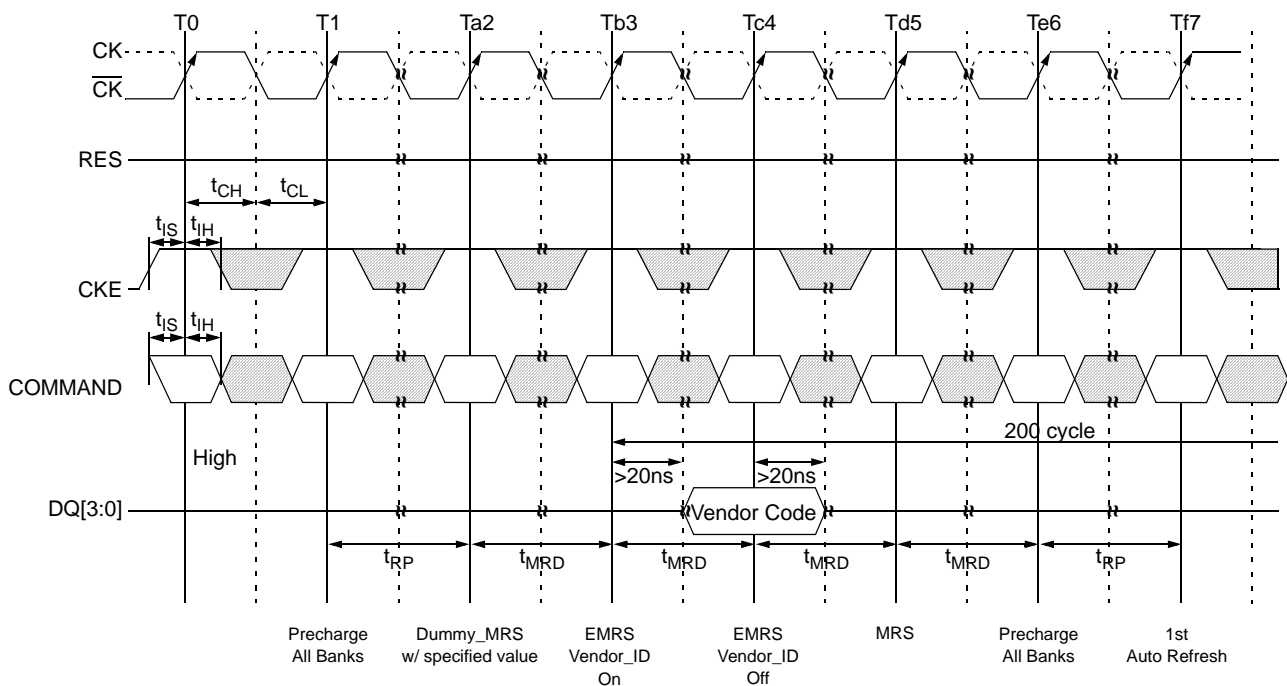 T0 T1 Ta2 Tb3 Tc4 Td5 Te6 Tf7
CK
CK
RES
tCH tCL
tIS tIH
CKE
tIS tIH
COMMAND
200 cycle
High
>20ns >20ns
DQ[3:0] Vendor Code
tRP tMRD tMRD tMRD tMRD tRP
Precharge Dummy_MRS EMRS EMRS MRS Precharge 1st
All Banks w/ specified value Vendor_ID Vendor_ID All Banks Auto Refresh
On Off